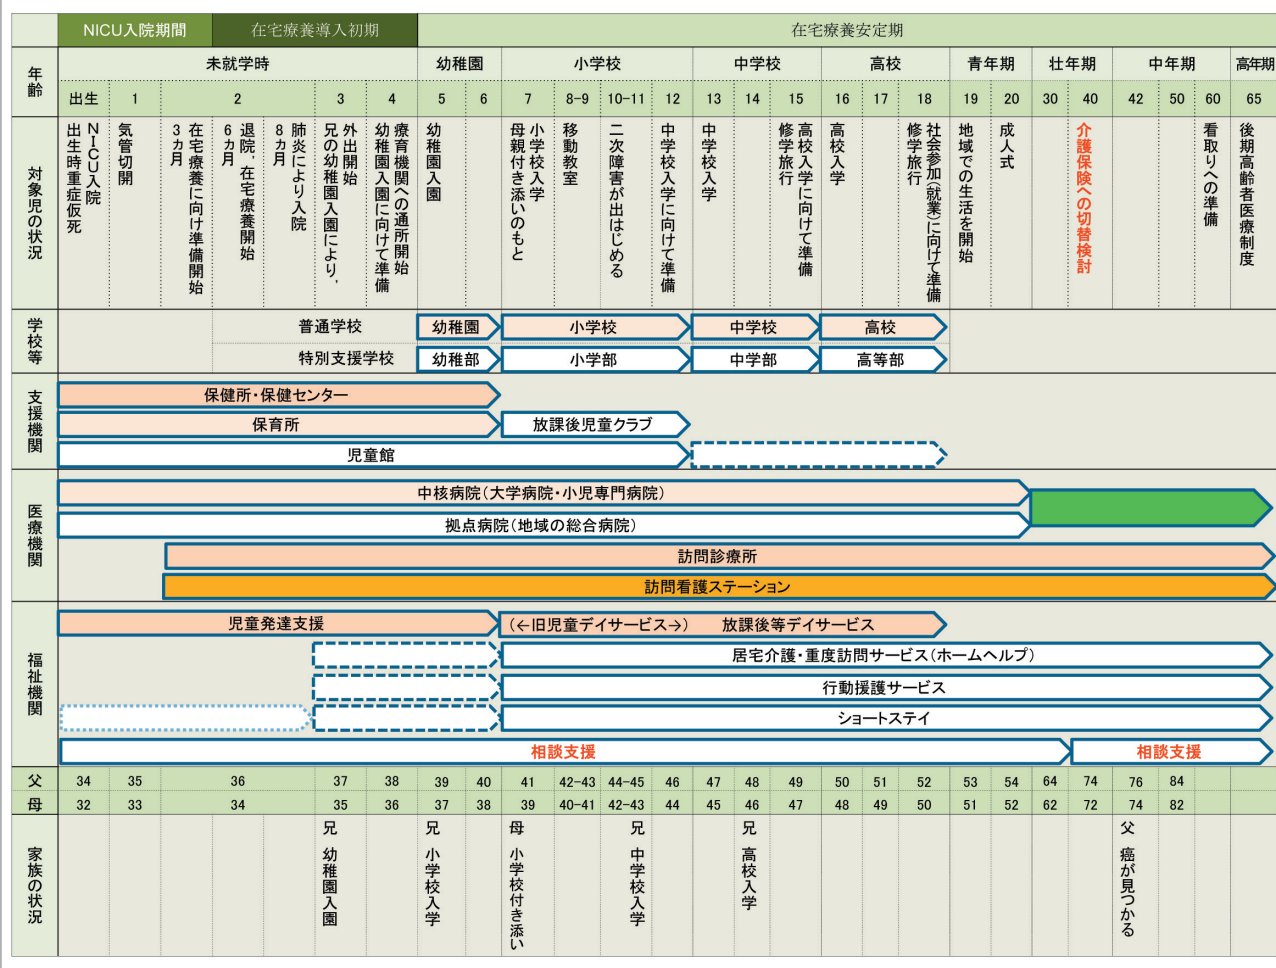 NICU入院期間
在宅療養導入初期
在宅療養安定期
年齢
未就学時
幼稚園
小学校
中学校
高校
青年期
壮年期
中年期
高年期
出生
1
2
3
4
5
6
7
8–9
10–11
12
13
14
15
16
17
18
19
20
30
40
42
50
60
65
対象児の状況
NICU入院
出生時重症仮死
気管切開
在宅療養に向け準備開始
3ヵ月
退院，在宅療養開始
6ヵ月
肺炎により入院
8ヵ月
外出開始
兄の幼稚園入園により，
療育機関への通所開始
幼稚園入園に向けて準備
幼稚園入園
小学校入学
母親付き添いのもと
移動教室
二次障害が出はじめる
中学校入学に向けて準備
中学校入学
高校入学に向けて準備
修学旅行
高校入学
社会参加（就業）に向けて準備
修学旅行
地域での生活を開始
成人式
介護保険への切替検討
看取りへの準備
後期高齢者医療制度
学校等
普通学校
幼稚園
小学校
中学校
高校
特別支援学校
幼稚部
小学部
中学部
高等部
支援機関
保健所・保健センター
保育所
放課後児童クラブ
児童館
医療機関
中核病院（大学病院・小児専門病院）
拠点病院（地域の総合病院）
訪問診療所
訪問看護ステーション
福祉機関
児童発達支援
（←旧児童デイサービス→）
放課後等デイサービス
居宅介護・重度訪問サービス（ホームヘルプ）
行動援護サービス
ショートステイ
相談支援
相談支援
父
34
35
36
37
38
39
40
41
42–43
44–45
46
47
48
49
50
51
52
53
54
64
74
76
84
母
32
33
34
35
36
37
38
39
40–41
42–43
44
45
46
47
48
49
50
51
52
62
72
74
82
家族の状況
兄 幼稚園入園
兄 小学校入学
母 小学校付き添い
兄 中学校入学
兄 高校入学
父 癌が見つかる